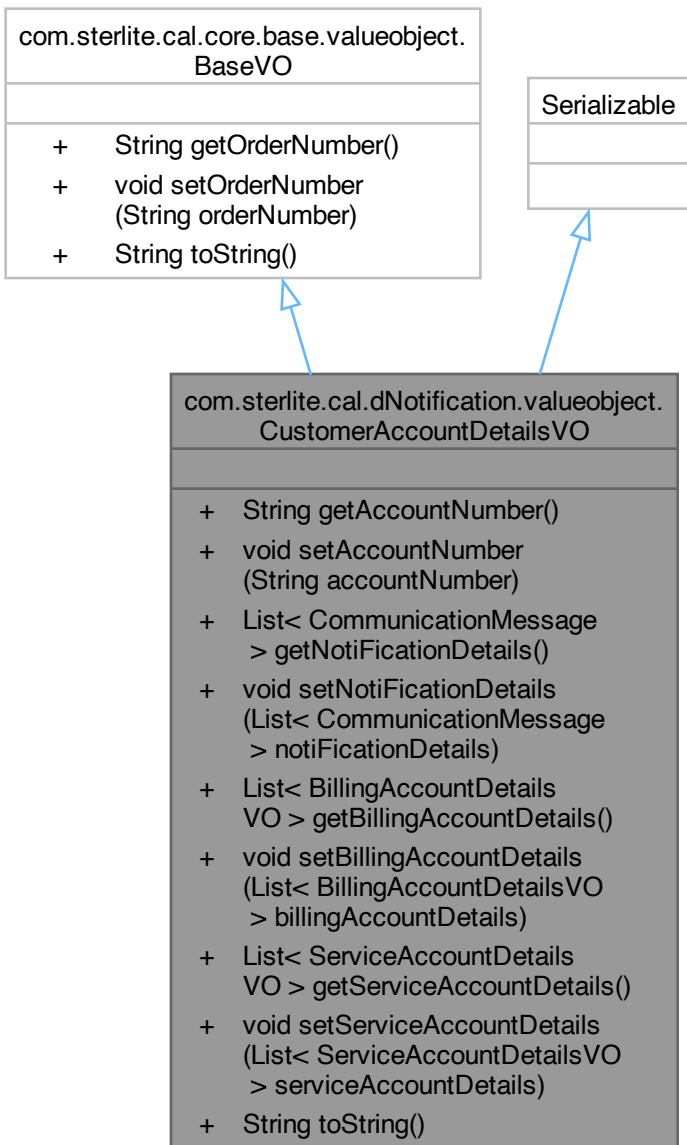 com.sterlite.cal.core.base.valueobject.
BaseVO
+ String getOrderNumber()
+ void setOrderNumber
(String orderNumber)
+ String toString()
Serializable
com.sterlite.cal.dNotification.valueobject.
CustomerAccountDetailsVO
+ String getAccountNumber()
+ void setAccountNumber
(String accountNumber)
+ List< CommunicationMessage
> getNotiFicationDetails()
+ void setNotiFicationDetails
(List< CommunicationMessage
> notiFicationDetails)
+ List< BillingAccountDetails
VO > getBillingAccountDetails()
+ void setBillingAccountDetails
(List< BillingAccountDetailsVO
> billingAccountDetails)
+ List< ServiceAccountDetails
VO > getServiceAccountDetails()
+ void setServiceAccountDetails
(List< ServiceAccountDetailsVO
> serviceAccountDetails)
+ String toString()